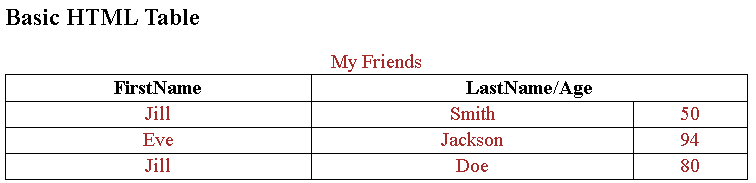 Basic HTML Table
My Friends
FirstName LastName/Age
Jill Smith 50
Eve Jackson 94
Jill Doe 80